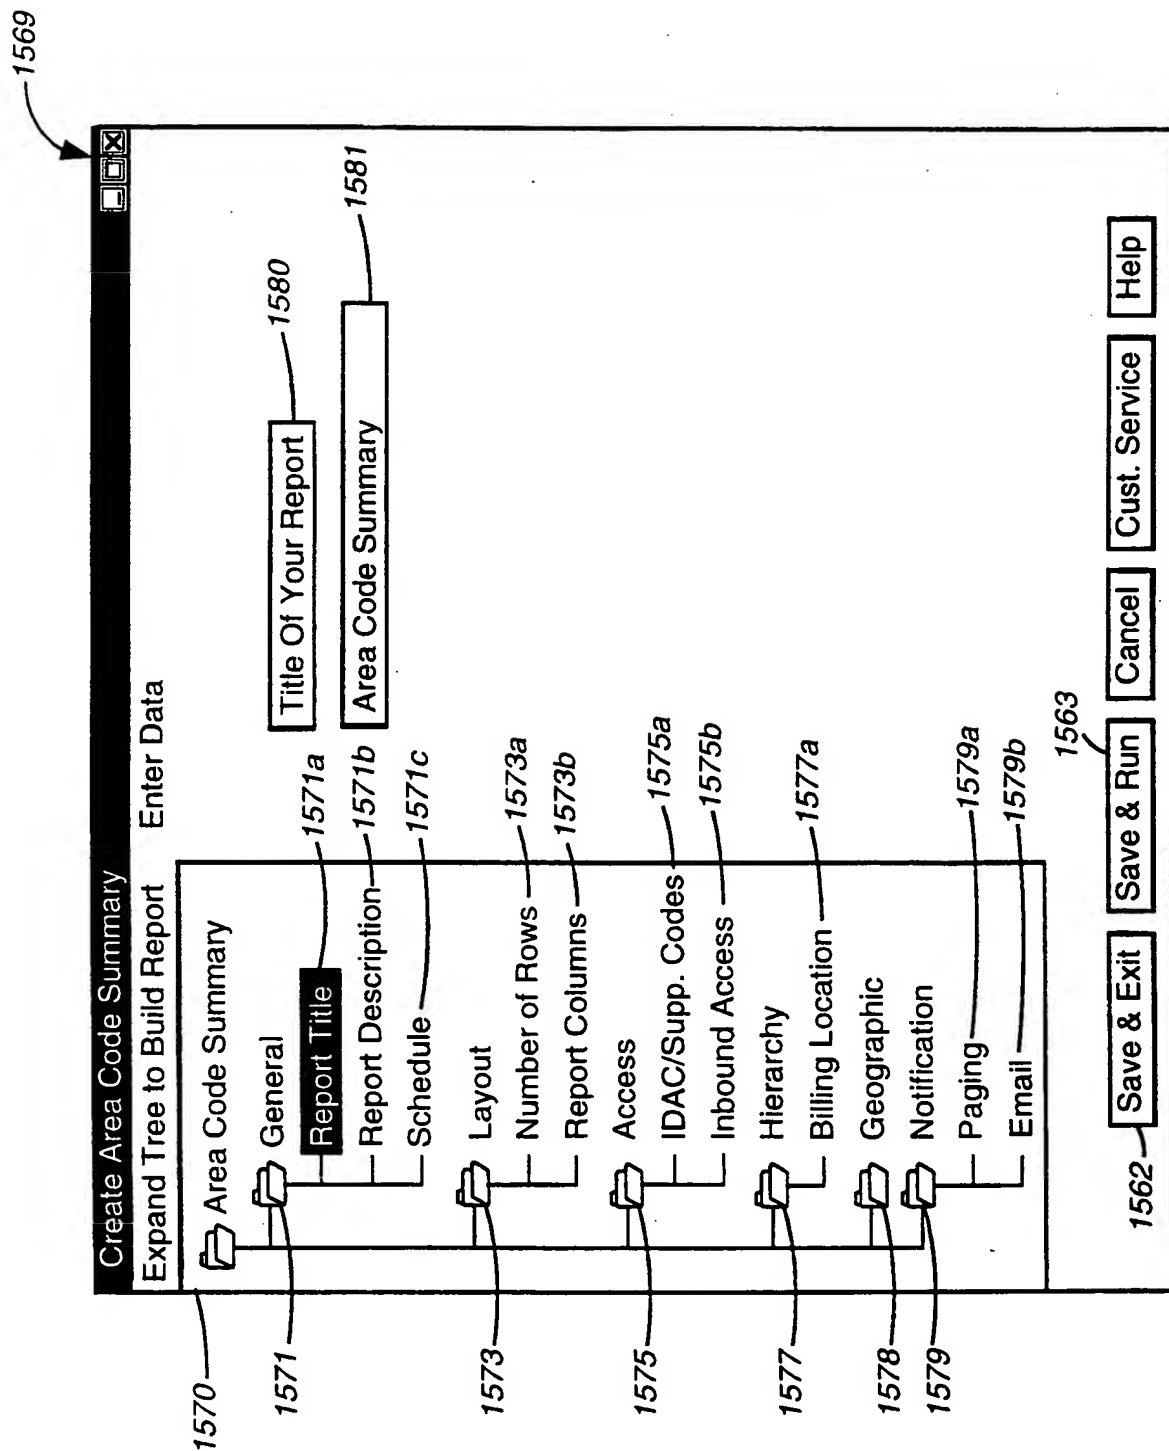 1569
Create Area Code Summary
Expand Tree to Build Report
Enter Data
1570
Area Code Summary
1571
General
Report Title
1571a
Report Description
1571b
Schedule
1571c
Title Of Your Report
1580
Area Code Summary
1581
1573
Layout
Number of Rows
1573a
Report Columns
1573b
1575
Access
IDAC/Supp. Codes
1575a
Inbound Access
1575b
1577
Hierarchy
Billing Location
1577a
1578
Geographic
1579
Notification
Paging
1579a
Email
1579b
1562
1563
Save & Exit
Save & Run
Cancel
Cust. Service
Help